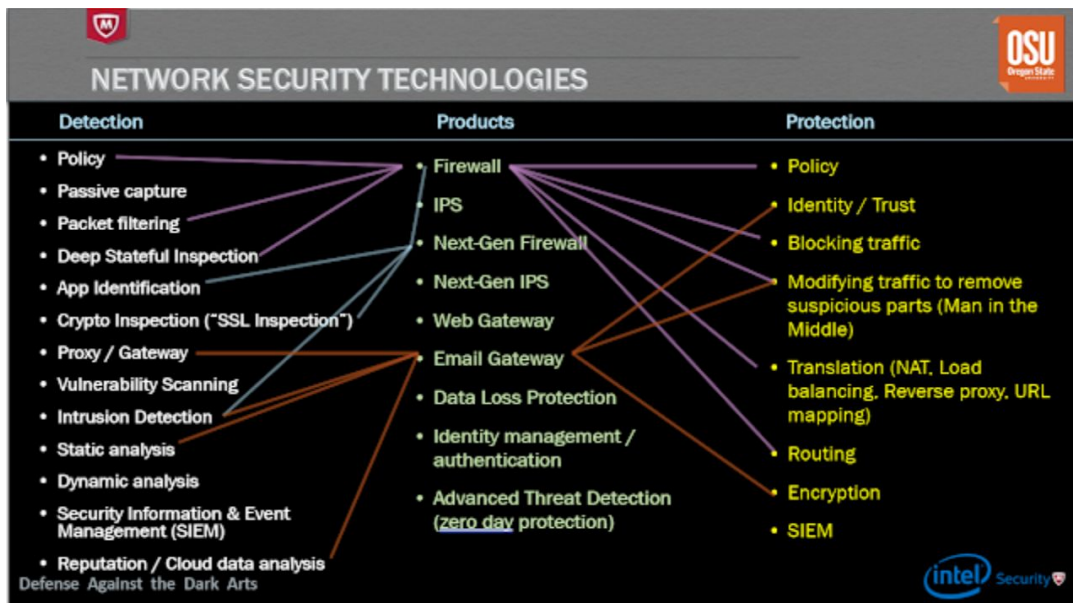 OSU
Oregon State
UNIVERSITY
NETWORK SECURITY TECHNOLOGIES
Detection
• Policy
• Passive capture
• Packet filtering
• Deep Stateful Inspection
• App Identification
• Crypto Inspection ("SSL Inspection")
• Proxy / Gateway
• Vulnerability Scanning
• Intrusion Detection
• Static analysis
• Dynamic analysis
• Security Information & Event
Management (SIEM)
• Reputation / Cloud data analysis
Products
• Firewall
• IPS
• Next-Gen Firewall
• Next-Gen IPS
• Web Gateway
• Email Gateway
• Data Loss Protection
• Identity management /
authentication
• Advanced Threat Detection
(zero day protection)
Protection
• Policy
• Identity / Trust
• Blocking traffic
• Modifying traffic to remove
suspicious parts (Man in the
Middle)
• Translation (NAT, Load
balancing, Reverse proxy, URL
mapping)
• Routing
• Encryption
• SIEM
Defense Against the Dark Arts
intel Security